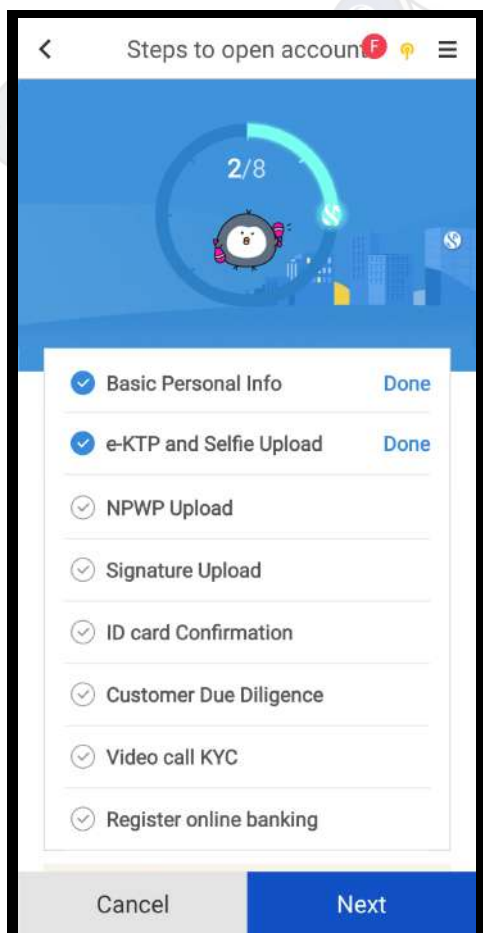 Steps to open account
F
2/8
Basic Personal Info Done
e-KTP and Selfie Upload Done
NPWP Upload
Signature Upload
ID card Confirmation
Customer Due Diligence
Video call KYC
Register online banking
Cancel Next